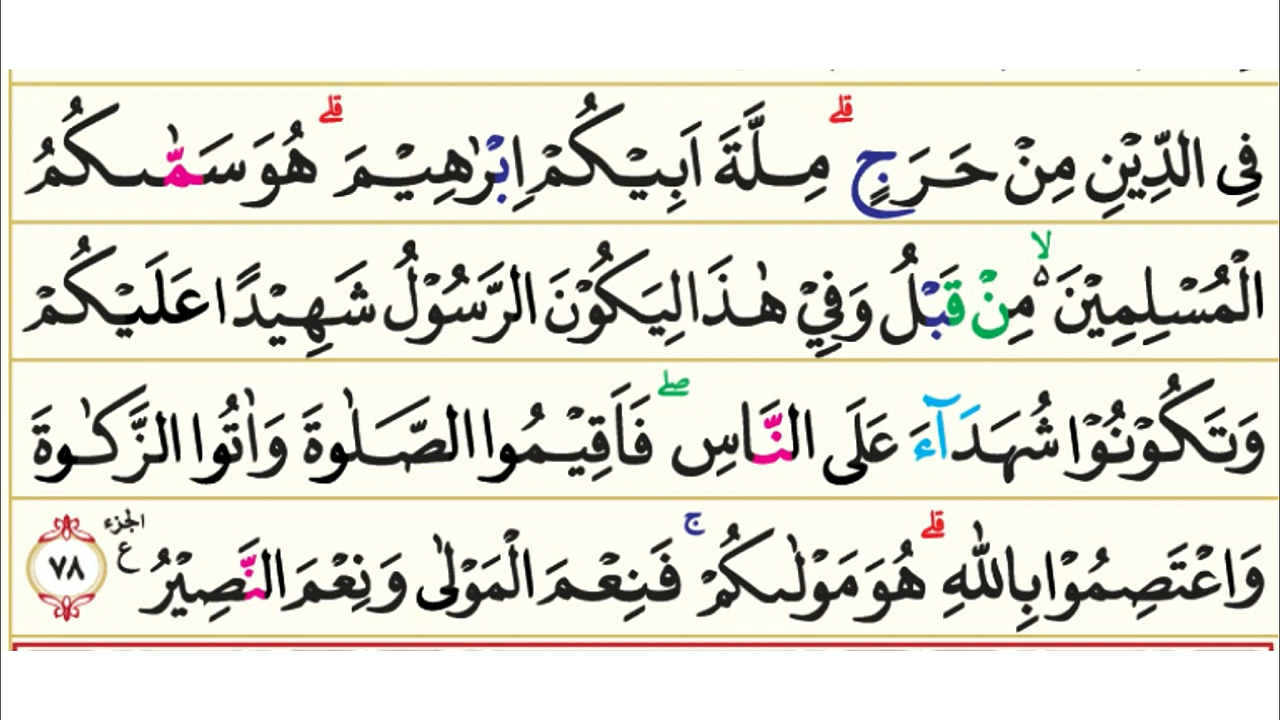 فِى الدِّيْنِ مِنْ حَرَجٍ ؕ مِلَّةَ اَبِيْكُمْ اِبْرٰهِيْمَ ؕ هُوَ سَمّٰىكُمُ
الْمُسْلِمِيْنَ ۙ۬ مِنْ قَبْلُ وَفِيْ هٰذَا لِيَكُوْنَ الرَّسُوْلُ شَهِيْدًا عَلَيْكُمْ
وَتَكُوْنُوْا شُهَدَآءَ عَلَى النَّاسِ ۖ فَاَقِيْمُوا الصَّلٰوةَ وَاٰتُوا الزَّكٰوةَ
وَاعْتَصِمُوْا بِاللّٰهِ ۗ هُوَ مَوْلٰىكُمْ ۚ فَنِعْمَ الْمَوْلٰى وَنِعْمَ النَّصِيْرُ الجزء ع ٧٨